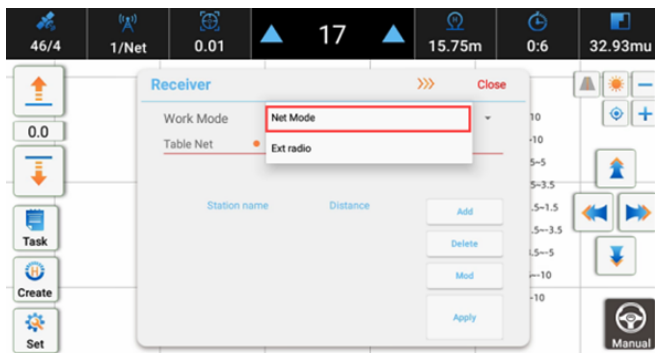 46/4
1/Net
0.01
17
15.75m
0:6
32.93mu
Receiver
Close
Work Mode
Net Mode
Ext radio
Table Net
Station name
Distance
Add
Delete
Mod
Apply
0.0
Task
Create
Set
10
-10
5~5
5~3.5
.5~1.5
.5~-3.5
.5~-5
~-10
-10
Manual